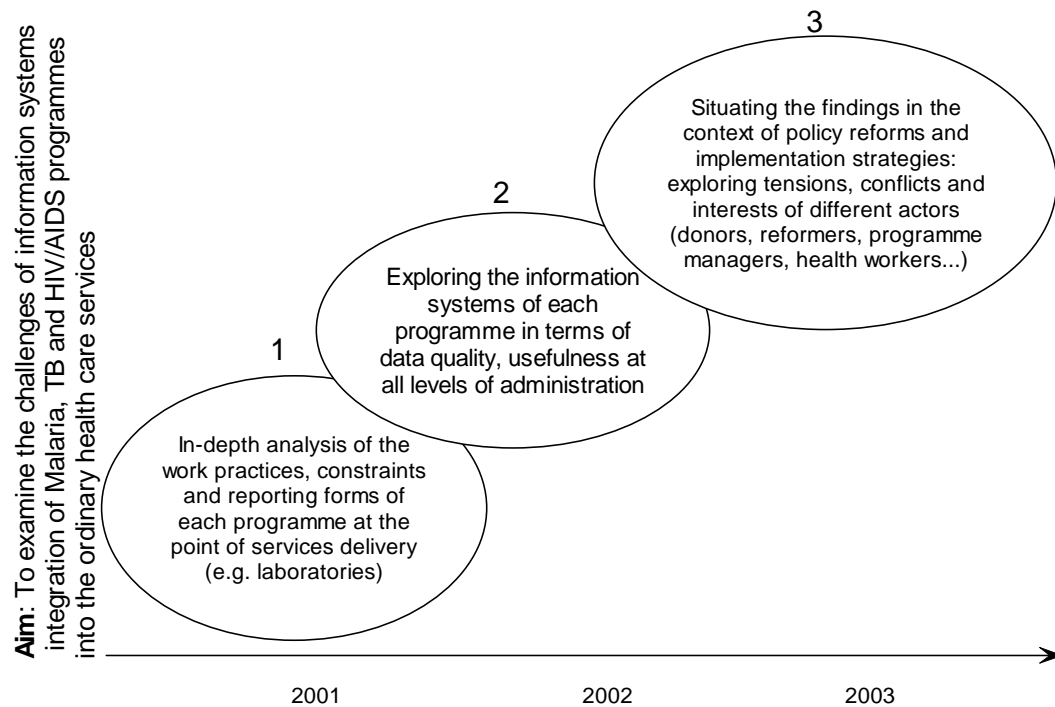 Aim: To examine the challenges of information systems
integration of Malaria, TB and HIV/AIDS programmes
into the ordinary health care services
1
In-depth analysis of the
work practices, constraints
and reporting forms of
each programme at the
point of services delivery
(e.g. laboratories)
2
Exploring the information
systems of each
programme in terms of
data quality, usefulness at
all levels of administration
3
Situating the findings in the
context of policy reforms and
implementation strategies:
exploring tensions, conflicts and
interests of different actors
(donors, reformers, programme
managers, health workers...)
2001
2002
2003